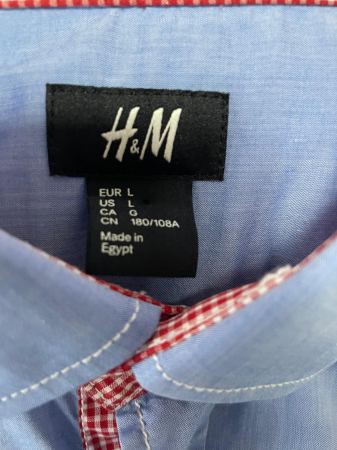 H&M
EUR L
US L
CA G
CN 180/108A
Made in
Egypt